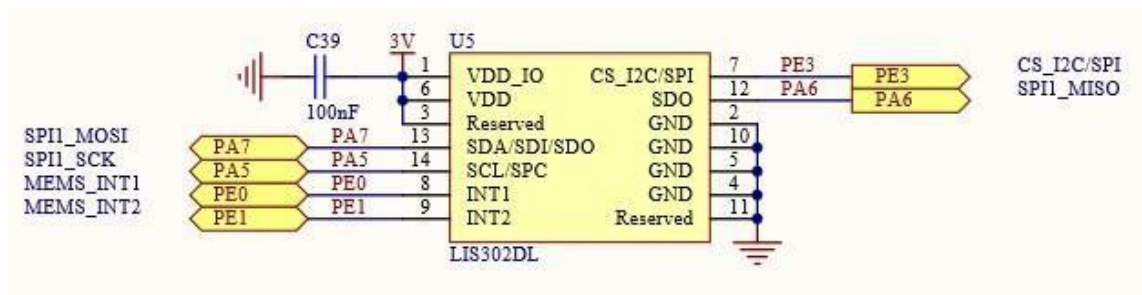 C39 3V U5
100nF
1 VDD_IO CS_I2C/SPI 7 PE3 PE3 CS_I2C/SPI
6 VDD SDO 12 PA6 PA6 SPI1_MISO
3 Reserved GND 2
SPI1_MOSI PA7 PA7 13 SDA/SDI/SDO GND 10
SPI1_SCK PA5 PA5 14 SCL/SPC GND 5
MEMS_INT1 PE0 PE0 8 INT1 GND 4
MEMS_INT2 PE1 PE1 9 INT2 Reserved 11
LIS302DL